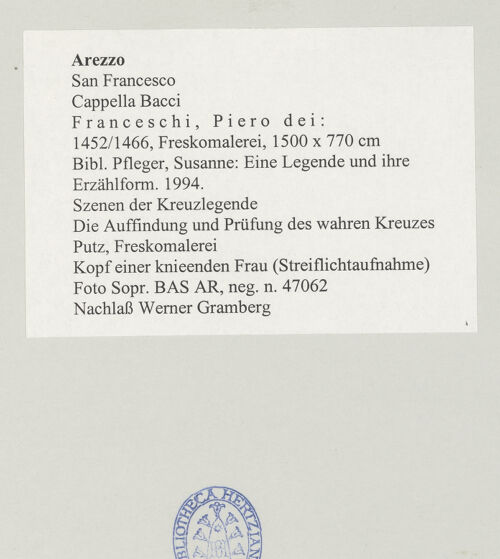 Arezzo
San Francesco
Cappella Bacci
Franceschi, Piero dei:
1452/1466, Freskomalerei, 1500 x 770 cm
Bibl. Pfleger, Susanne: Eine Legende und ihre
Erzählform. 1994.
Szenen der Kreuzlegende
Die Auffindung und Prüfung des wahren Kreuzes
Putz, Freskomalerei
Kopf einer knieenden Frau (Streiflichtaufnahme)
Foto Sopr. BAS AR, neg. n. 47062
Nachlaß Werner Gramberg
BIBLIOTHECA HERTZIAN